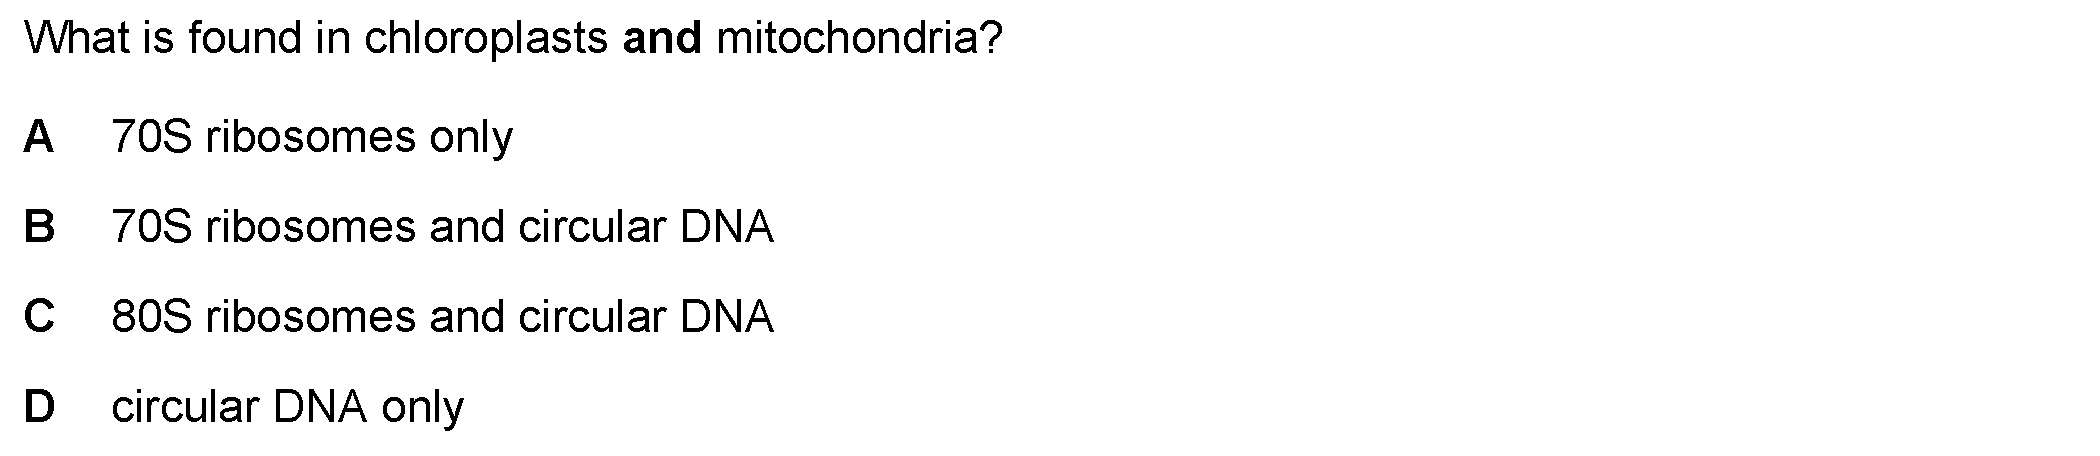 What is found in chloroplasts and mitochondria?
A 70S ribosomes only
B 70S ribosomes and circular DNA
C 80S ribosomes and circular DNA
D circular DNA only